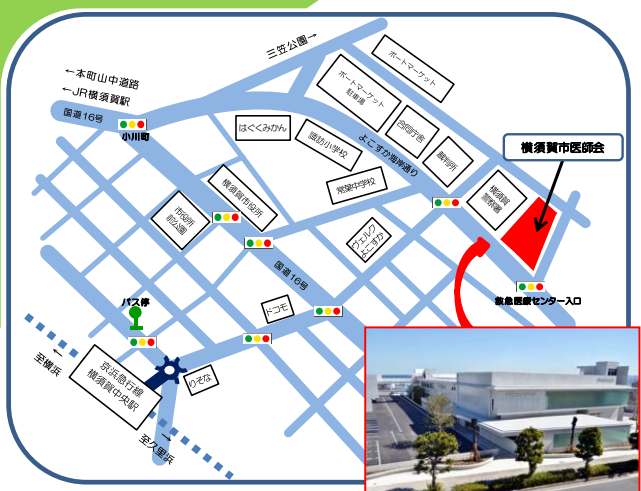 三笠公園→
←本町山中道路
←JR横須賀駅
国道16号
小川町
ポートマーケット
ポートマーケット
駐車場
はぐくみかん
諏訪小学校
よこすか海岸通り
合同庁舎
裁判所
横須賀市医師会
常葉中学校
横須賀
警察署
横須賀市役所
市役所
前公園
ヴェルク
よこすか
国道16号
救急医療センター入口
バス停
ドコモ
←
至横浜
京浜急行線
横須賀中央駅
りそな
→
至久里浜